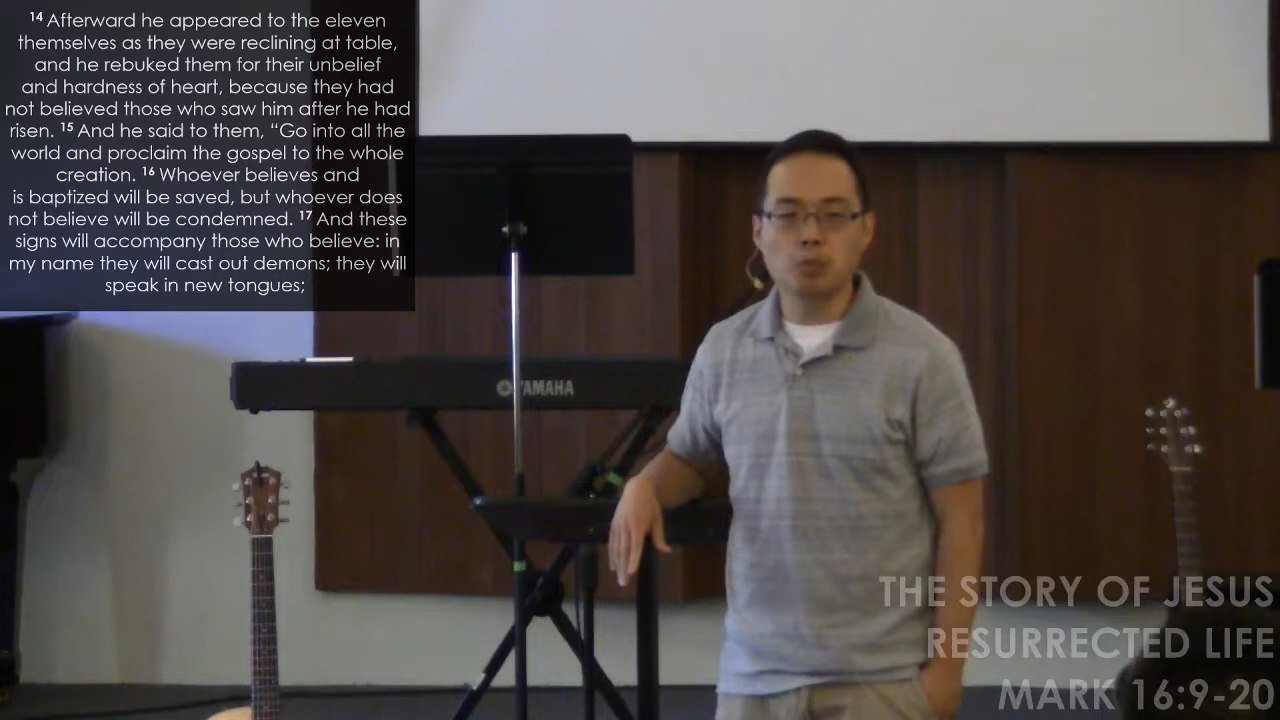 14 Afterward he appeared to the eleven
themselves as they were reclining at table,
and he rebuked them for their unbelief
and hardness of heart, because they had
not believed those who saw him after he had
risen. 15 And he said to them, “Go into all the
world and proclaim the gospel to the whole
creation. 16 Whoever believes and
is baptized will be saved, but whoever does
not believe will be condemned. 17 And these
signs will accompany those who believe: in
my name they will cast out demons; they will
speak in new tongues;
YAMAHA
THE STORY OF JESUS
RESURRECTED LIFE
MARK 16:9-20